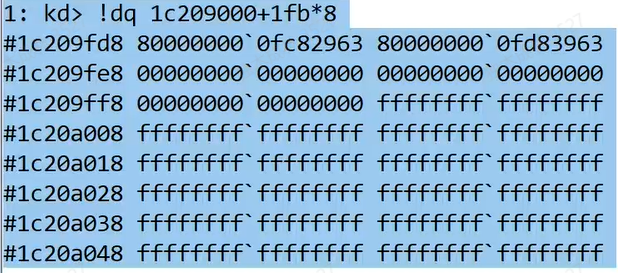 1: kd> !dq 1c209000+1fb*8
#1c209fd8 80000000`0fc82963 80000000`0fd83963
#1c209fe8 00000000`00000000 00000000`00000000
#1c209ff8 00000000`00000000 ffffffff`ffffffff
#1c20a008 ffffffff`ffffffff ffffffff`ffffffff
#1c20a018 ffffffff`ffffffff ffffffff`ffffffff
#1c20a028 ffffffff`ffffffff ffffffff`ffffffff
#1c20a038 ffffffff`ffffffff ffffffff`ffffffff
#1c20a048 ffffffff`ffffffff ffffffff`ffffffff